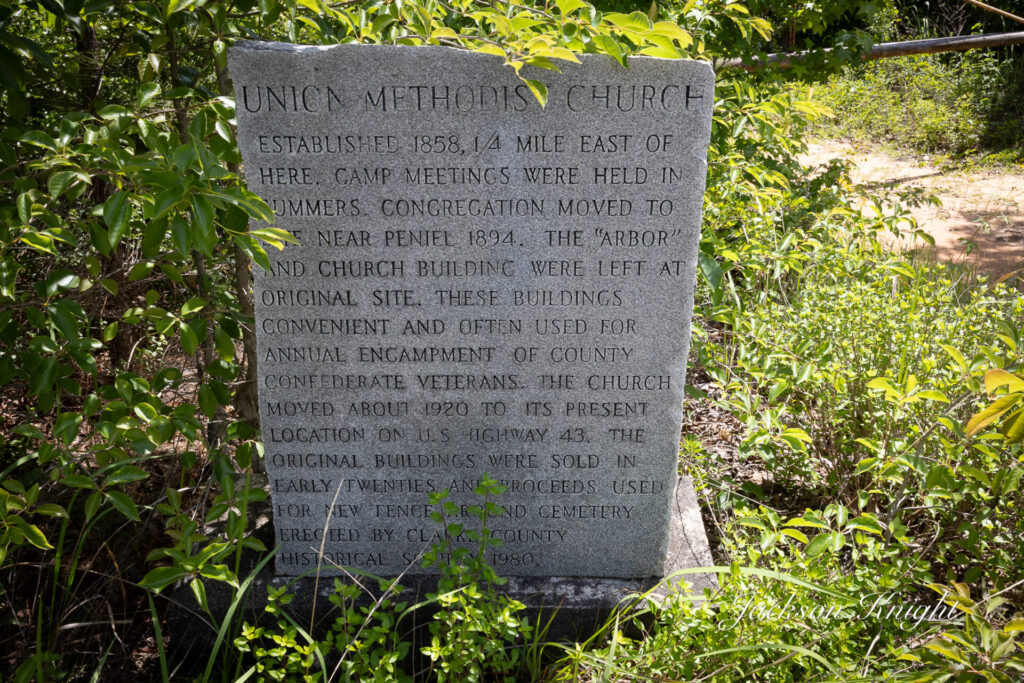 UNION METHODIST CHURCH
ESTABLISHED 1858, 1/4 MILE EAST OF
HERE. CAMP MEETINGS WERE HELD IN
SUMMERS. CONGREGATION MOVED TO
NEAR PENIEL 1894. THE "ARBOR"
AND CHURCH BUILDING WERE LEFT AT
ORIGINAL SITE. THESE BUILDINGS
CONVENIENT AND OFTEN USED FOR
ANNUAL ENCAMPMENT OF COUNTY
CONFEDERATE VETERANS. THE CHURCH
MOVED ABOUT 1920 TO ITS PRESENT
LOCATION ON U.S HIGHWAY 43. THE
ORIGINAL BUILDINGS WERE SOLD IN
EARLY TWENTIES AND PROCEEDS USED
FOR NEW FENCE AROUND CEMETERY
ERECTED BY CLARKE COUNTY
HISTORICAL SOCIETY 1980.
Jackson Knight